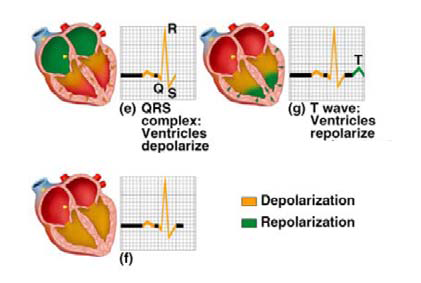 R
Q
S
(e) QRS
complex:
Ventricles
depolarize
T
(g) T wave:
Ventricles
repolarize
(f)
Depolarization
Repolarization